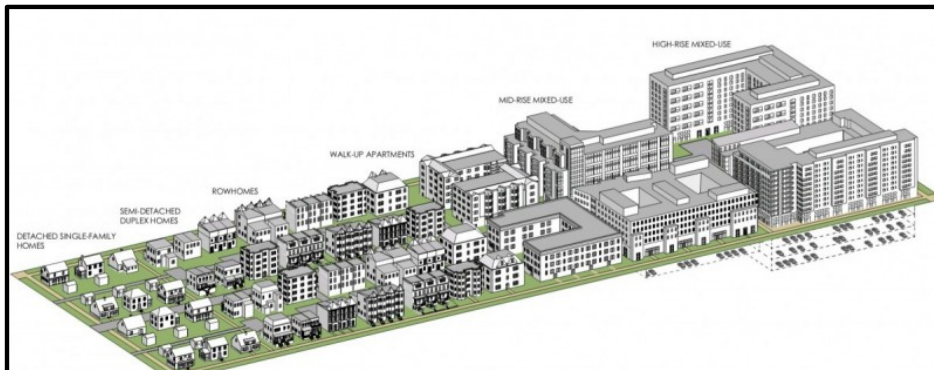 HIGH-RISE MIXED-USE
MID-RISE MIXED-USE
WALK-UP APARTMENTS
ROWHOMES
SEMI-DETACHED
DUPLEX HOMES
DETACHED SINGLE-FAMILY
HOMES